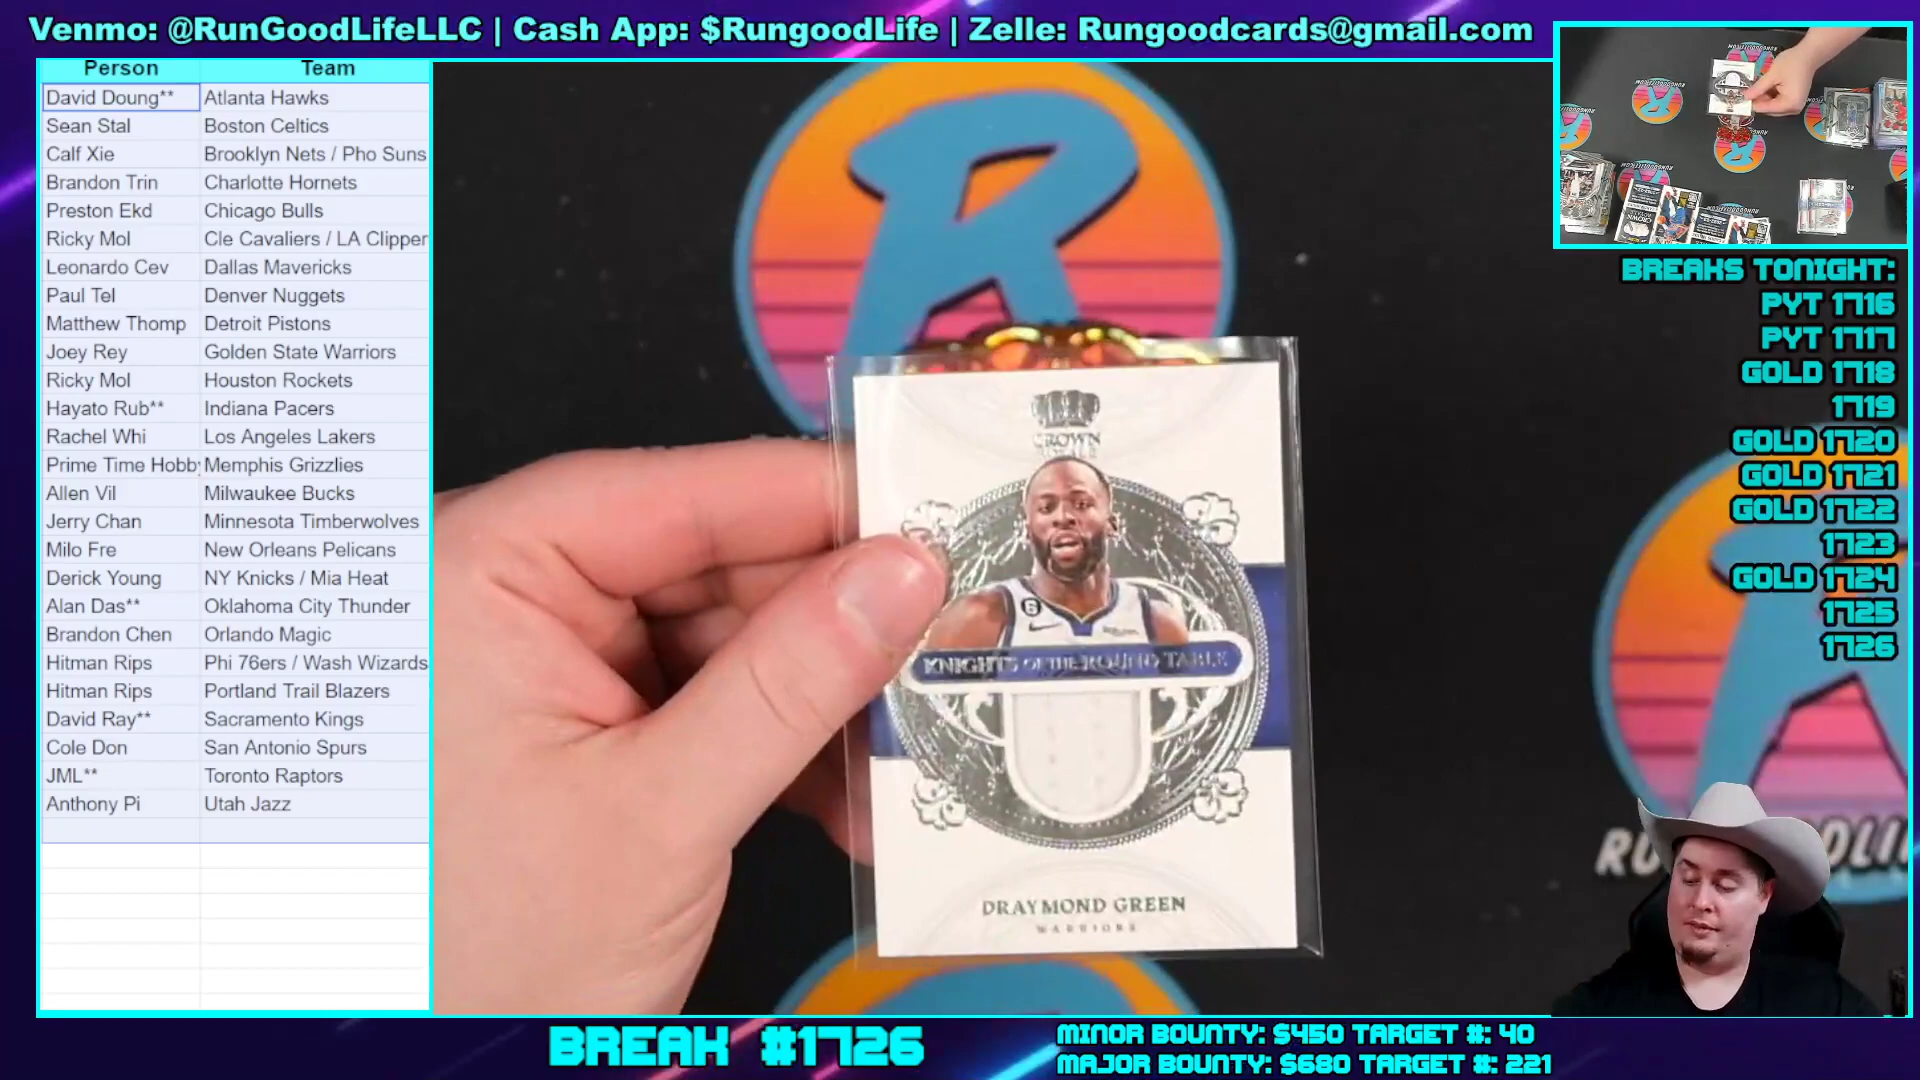 Venmo: @RunGoodLifeLLC | Cash App: $RungoodLife | Zelle: Rungoodcards@gmail.com
Person Team
David Doung** Atlanta Hawks
Sean Stal Boston Celtics
Calf Xie Brooklyn Nets / Pho Suns
Brandon Trin Charlotte Hornets
Preston Ekd Chicago Bulls
Ricky Mol Cle Cavaliers / LA Clipper
Leonardo Cev Dallas Mavericks
Paul Tel Denver Nuggets
Matthew Thomp Detroit Pistons
Joey Rey Golden State Warriors
Ricky Mol Houston Rockets
Hayato Rub** Indiana Pacers
Rachel Whi Los Angeles Lakers
Prime Time Hobby Memphis Grizzlies
Allen Vil Milwaukee Bucks
Jerry Chan Minnesota Timberwolves
Milo Fre New Orleans Pelicans
Derick Young NY Knicks / Mia Heat
Alan Das** Oklahoma City Thunder
Brandon Chen Orlando Magic
Hitman Rips Phi 76ers / Wash Wizards
Hitman Rips Portland Trail Blazers
David Ray** Sacramento Kings
Cole Don San Antonio Spurs
JML** Toronto Raptors
Anthony Pi Utah Jazz
R
CROWN
6
KNIGHTS OF THE ROUND TABLE
DRAYMOND GREEN
WARRIORS
BREAKS TONIGHT:
PYT 1716
PYT 1717
GOLD 1718
1719
GOLD 1720
GOLD 1721
GOLD 1722
1723
GOLD 1724
1725
1726
BREAK #1726
MINOR BOUNTY: $450 TARGET #: 40
MAJOR BOUNTY: $680 TARGET #: 221